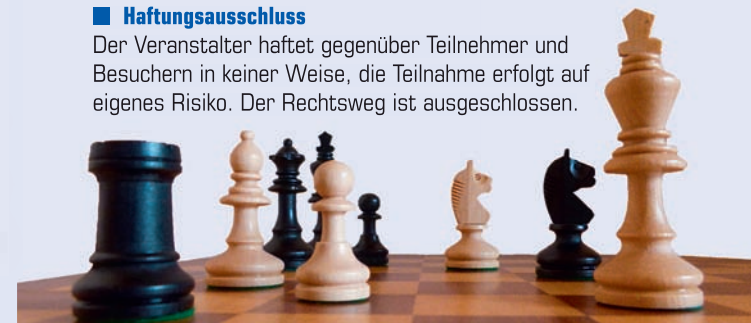 Haftungsausschluss
Der Veranstalter haftet gegenüber Teilnehmer und
Besuchern in keiner Weise, die Teilnahme erfolgt auf
eigenes Risiko. Der Rechtsweg ist ausgeschlossen.